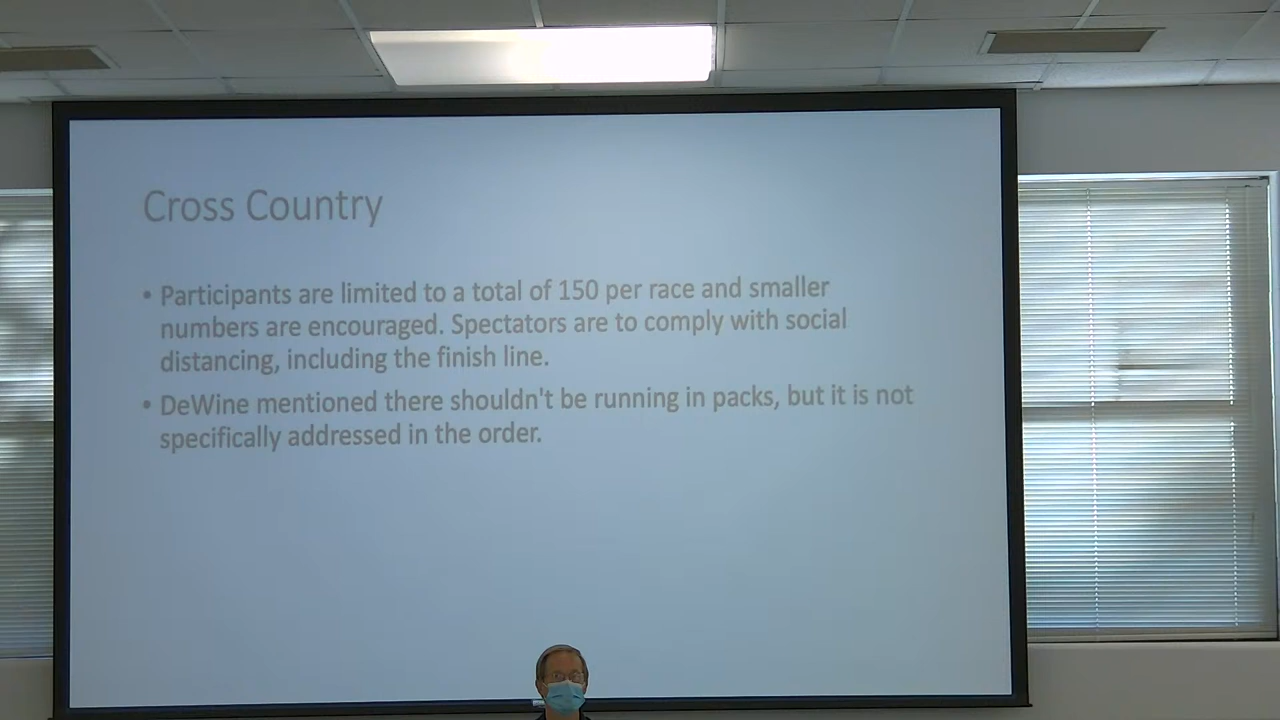 Cross Country
• Participants are limited to a total of 150 per race and smaller
numbers are encouraged. Spectators are to comply with social
distancing, including the finish line.
• DeWine mentioned there shouldn't be running in packs, but it is not
specifically addressed in the order.